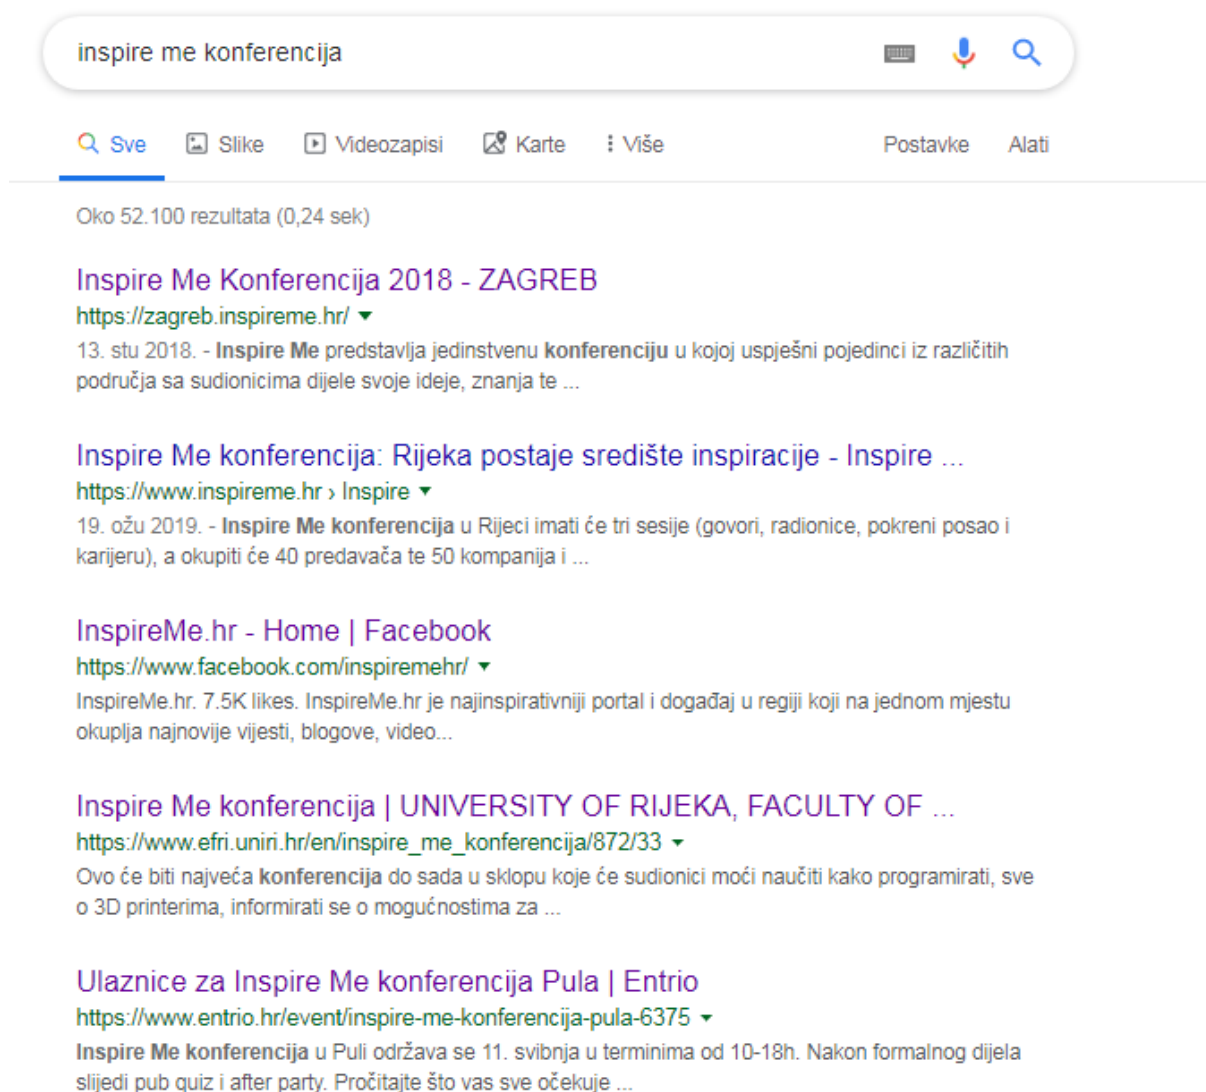 inspire me konferencija
Sve Slike Videozapisi Karte Više Postavke Alati
Oko 52.100 rezultata (0,24 sek)
Inspire Me Konferencija 2018 - ZAGREB
https://zagreb.inspireme.hr/
13. stu 2018. - Inspire Me predstavlja jedinstvenu konferenciju u kojoj uspješni pojedinci iz različitih
područja sa sudionicima dijele svoje ideje, znanja te ...
Inspire Me konferencija: Rijeka postaje središte inspiracije - Inspire ...
https://www.inspireme.hr › Inspire
19. ožu 2019. - Inspire Me konferencija u Rijeci imati će tri sesije (govori, radionice, pokreni posao i
karijeru), a okupiti će 40 predavača te 50 kompanija i ...
InspireMe.hr - Home | Facebook
https://www.facebook.com/inspiremehr/
InspireMe.hr. 7.5K likes. InspireMe.hr je najinspirativniji portal i događaj u regiji koji na jednom mjestu
okuplja najnovije vijesti, blogove, video...
Inspire Me konferencija | UNIVERSITY OF RIJEKA, FACULTY OF ...
https://www.efri.uniri.hr/en/inspire_me_konferencija/872/33
Ovo će biti najveća konferencija do sada u sklopu koje će sudionici moći naučiti kako programirati, sve
o 3D printerima, informirati se o mogućnostima za ...
Ulaznice za Inspire Me konferencija Pula | Entrio
https://www.entrio.hr/event/inspire-me-konferencija-pula-6375
Inspire Me konferencija u Puli održava se 11. svibnja u terminima od 10-18h. Nakon formalnog dijela
slijedi pub quiz i after party. Pročitajte što vas sve očekuje ...